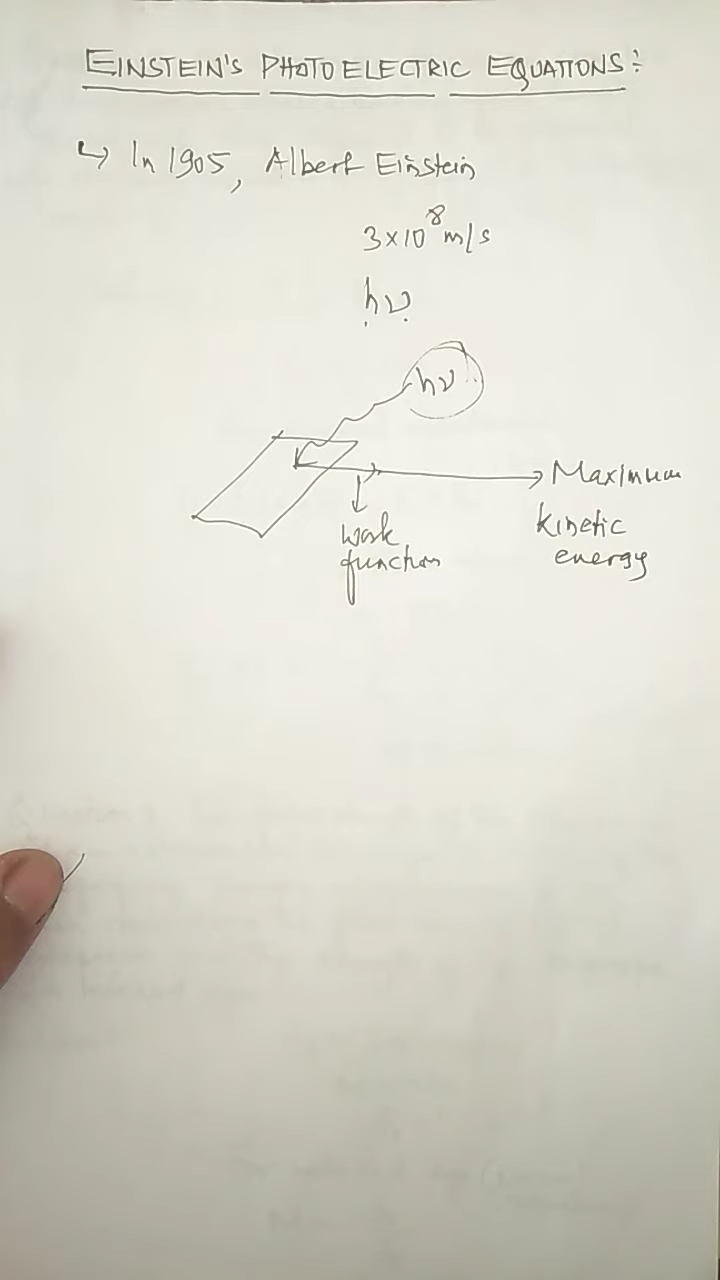 EINSTEIN'S PHOTOELECTRIC EQUATIONS:
↳ In 1905, Albert Einstein
3×10⁸ m/s
hν
hν
Maximum
Work
kinetic
function
energy